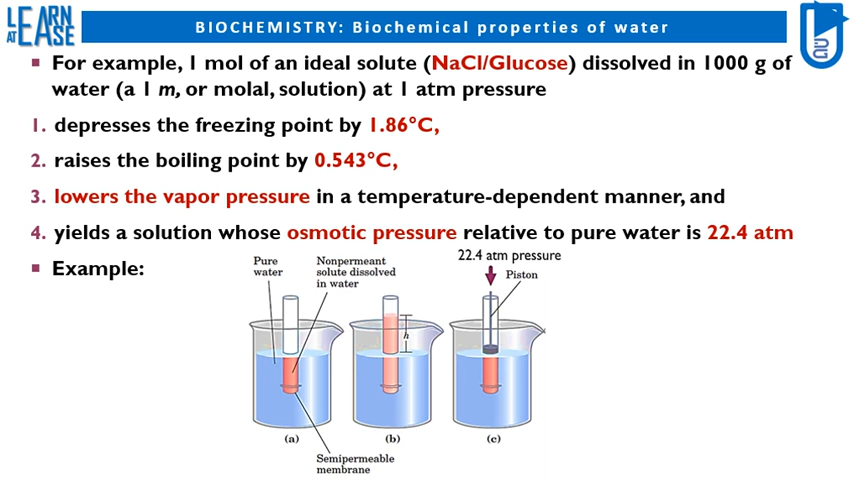 LEARN
AT EASE
BIOCHEMISTRY: Biochemical properties of water
For example, 1 mol of an ideal solute (NaCl/Glucose) dissolved in 1000 g of
water (a 1 m, or molal, solution) at 1 atm pressure
1. depresses the freezing point by 1.86°C,
2. raises the boiling point by 0.543°C,
3. lowers the vapor pressure in a temperature-dependent manner, and
4. yields a solution whose osmotic pressure relative to pure water is 22.4 atm
Example:
22.4 atm pressure
Pure
water
Nonpermeant
solute dissolved
in water
Piston
h
(a)
(b)
(c)
Semipermeable
membrane